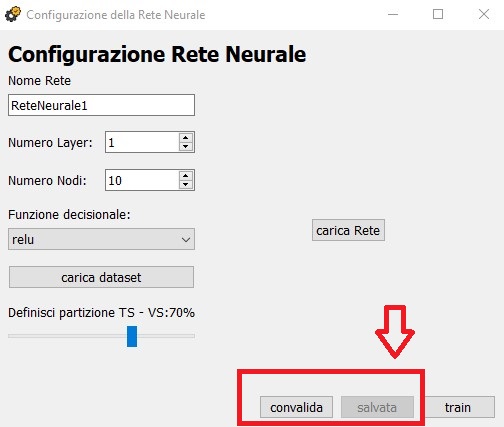 Configurazione della Rete Neurale
Configurazione Rete Neurale
Nome Rete
ReteNeurale1
Numero Layer: 1
Numero Nodi: 10
Funzione decisionale:
relu
carica Rete
carica dataset
Definisci partizione TS - VS:70%
convalida salvata train